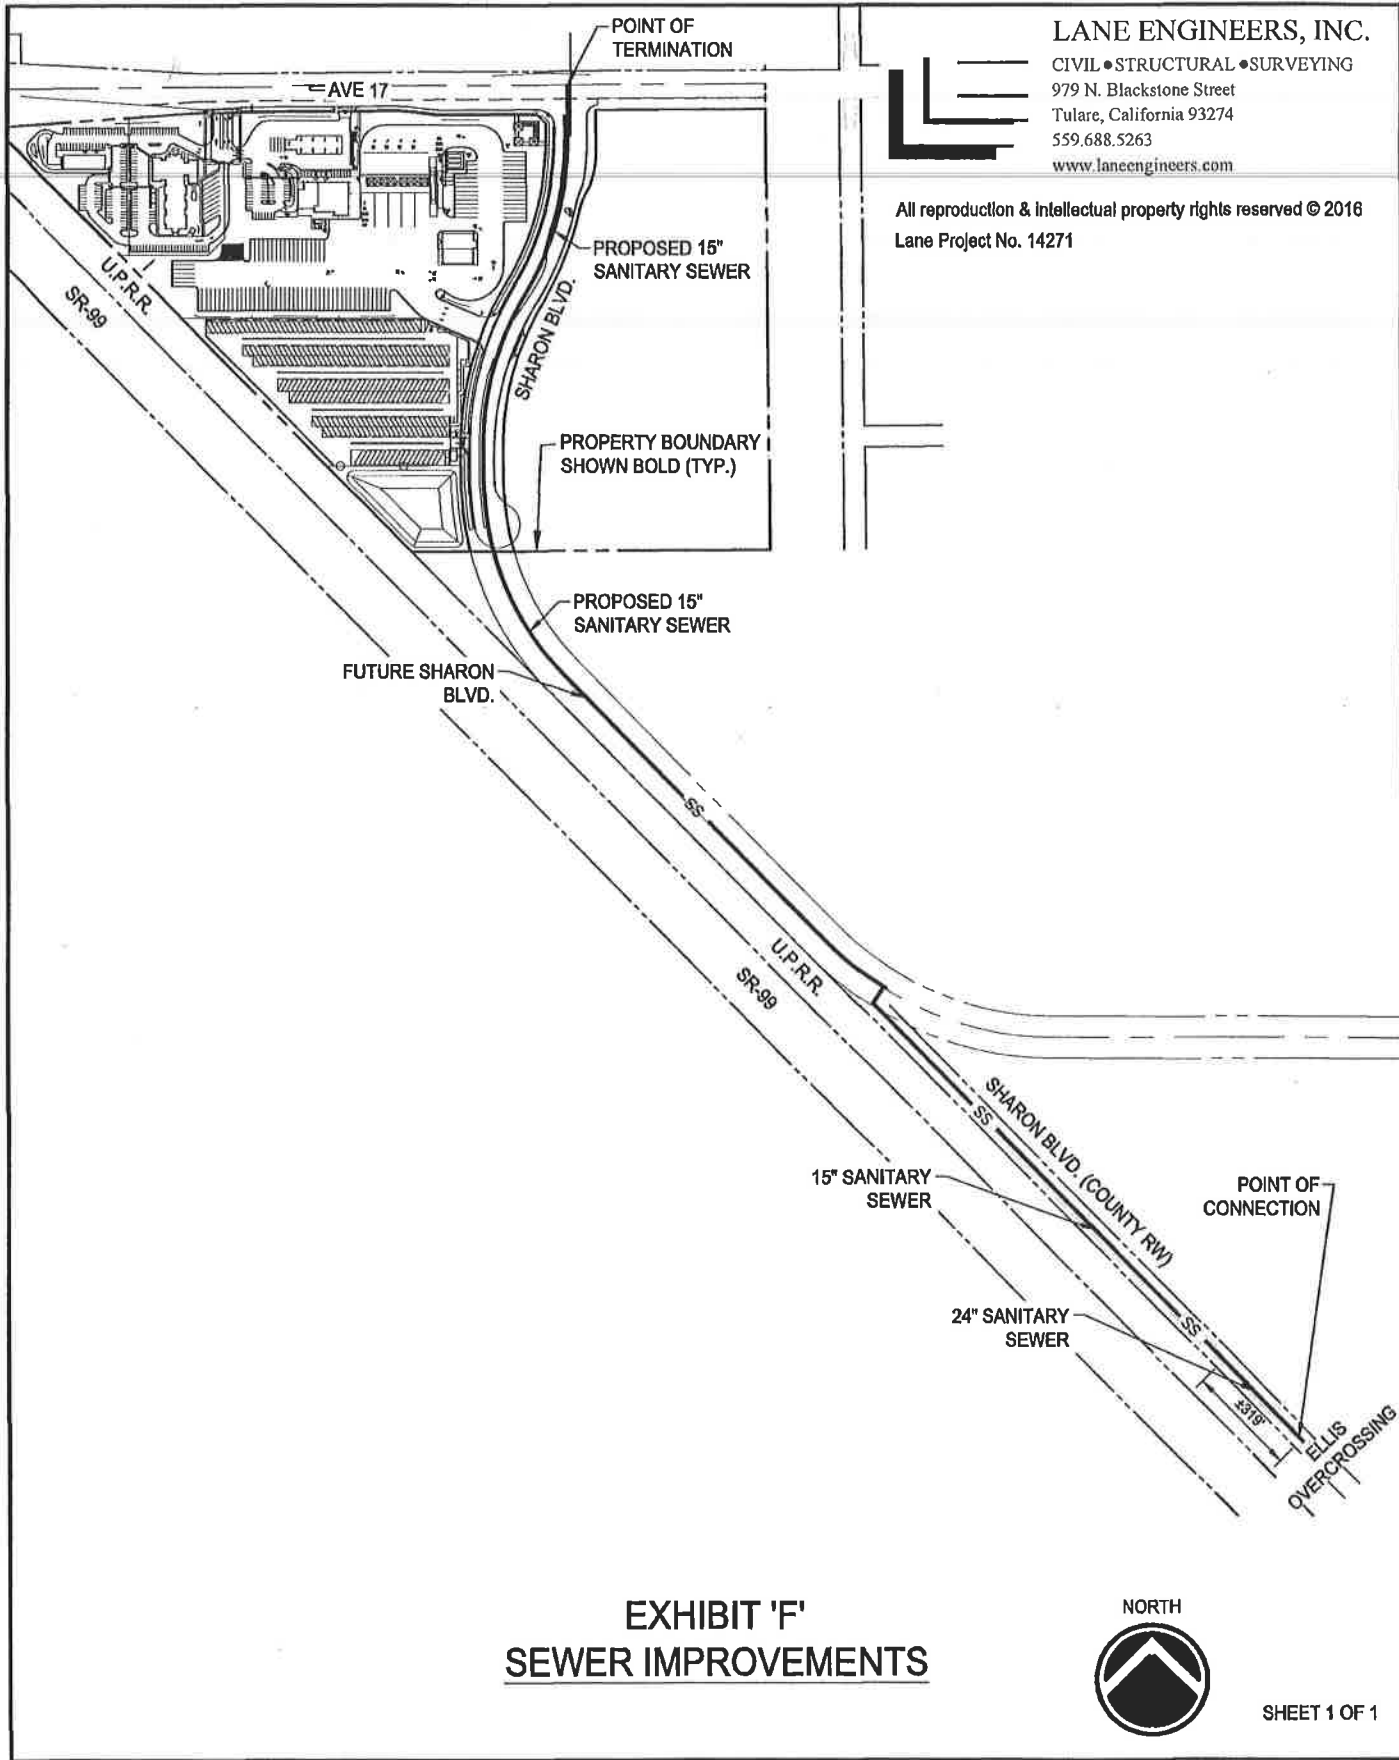 POINT OF
TERMINATION
AVE 17
LANE ENGINEERS, INC.
CIVIL ● STRUCTURAL ● SURVEYING
979 N. Blackstone Street
Tulare, California 93274
559.688.5263
www.laneengineers.com
All reproduction & intellectual property rights reserved © 2016
Lane Project No. 14271
PROPOSED 15"
SANITARY SEWER
SHARON BLVD.
U.P.R.R.
SR-99
PROPERTY BOUNDARY
SHOWN BOLD (TYP.)
PROPOSED 15"
SANITARY SEWER
FUTURE SHARON
BLVD.
SS
U.P.R.R.
SR-99
SHARON BLVD. (COUNTY RW)
SS
15" SANITARY
SEWER
POINT OF
CONNECTION
24" SANITARY
SEWER
SS
±319'
ELLIS
OVERCROSSING
EXHIBIT 'F'
SEWER IMPROVEMENTS
NORTH
SHEET 1 OF 1